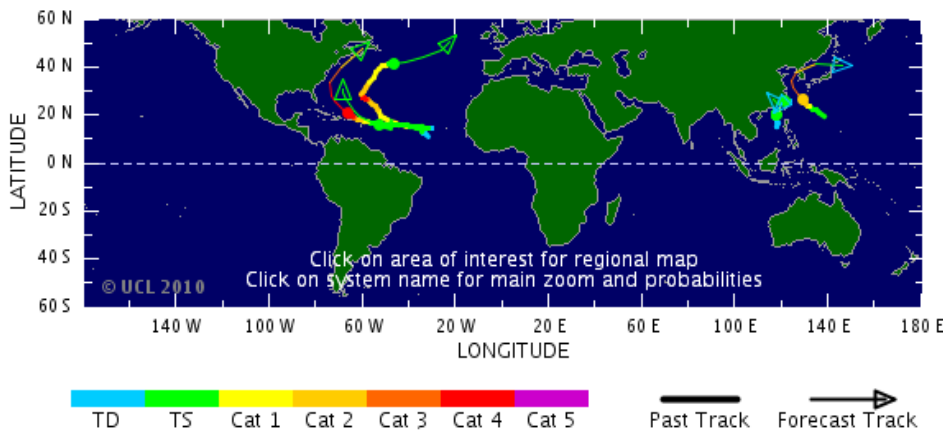 60 N
40 N
20 N
0 N
20 S
40 S
60 S
LATITUDE
Click on area of interest for regional map
Click on system name for main zoom and probabilities
© UCL 2010
140 W 100 W 60 W 20 W 20 E 60 E 100 E 140 E 180 E
LONGITUDE
TD TS Cat 1 Cat 2 Cat 3 Cat 4 Cat 5 Past Track Forecast Track